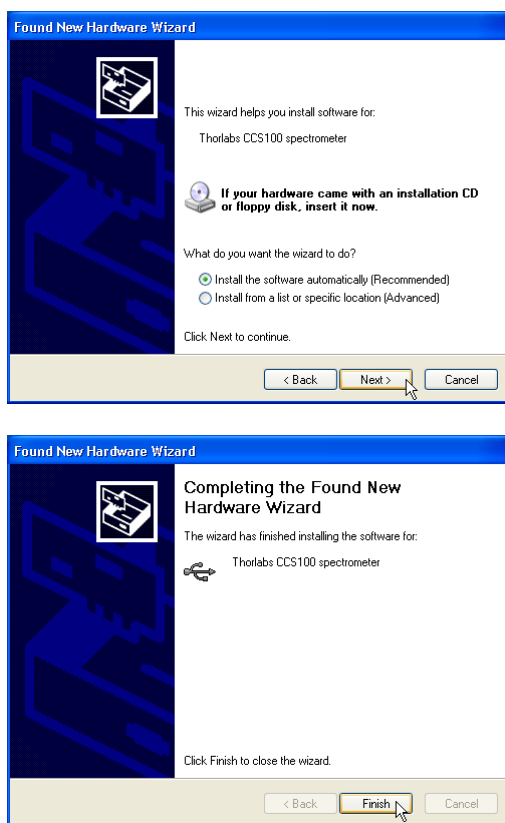 Found New Hardware Wizard
This wizard helps you install software for:
Thorlabs CCS100 spectrometer
If your hardware came with an installation CD
or floppy disk, insert it now.
What do you want the wizard to do?
Install the software automatically (Recommended)
Install from a list or specific location (Advanced)
Click Next to continue.
< Back Next > Cancel
Found New Hardware Wizard
Completing the Found New
Hardware Wizard
The wizard has finished installing the software for:
Thorlabs CCS100 spectrometer
Click Finish to close the wizard.
< Back Finish Cancel